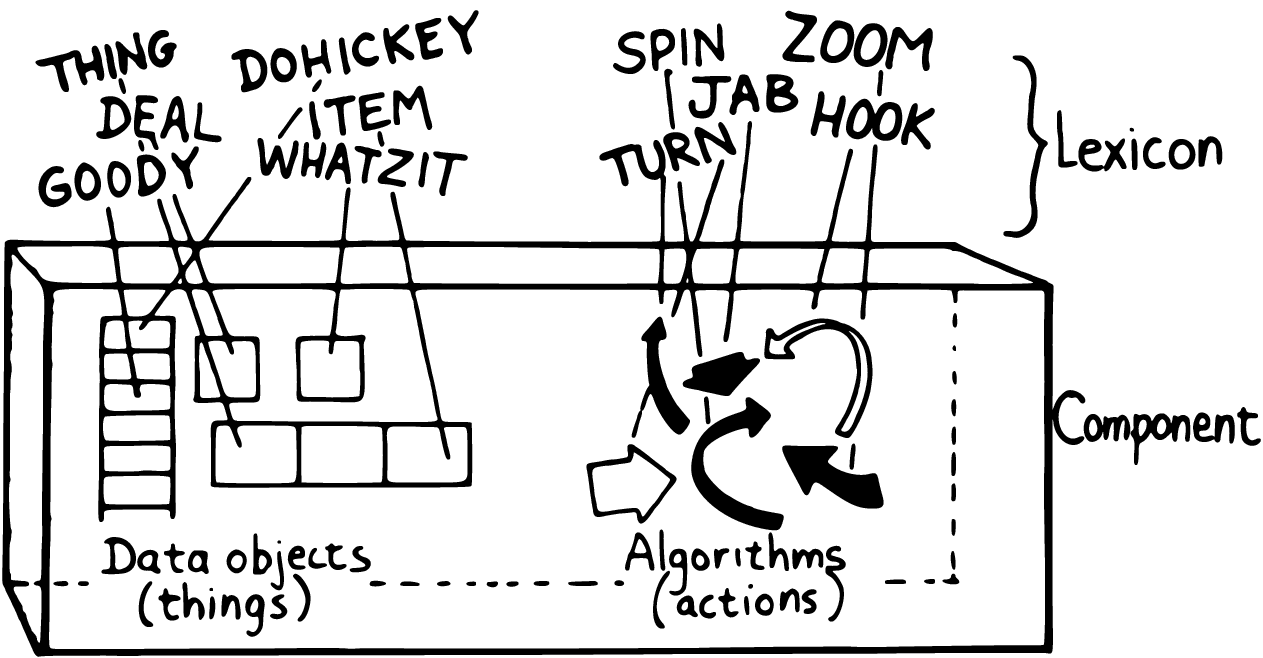 THING
DEAL
GOODY
DOHICKEY
ITEM
WHATZIT
SPIN
JAB
TURN
ZOOM
HOOK
Lexicon
Component
Data objects
(things)
Algorithms
(actions)